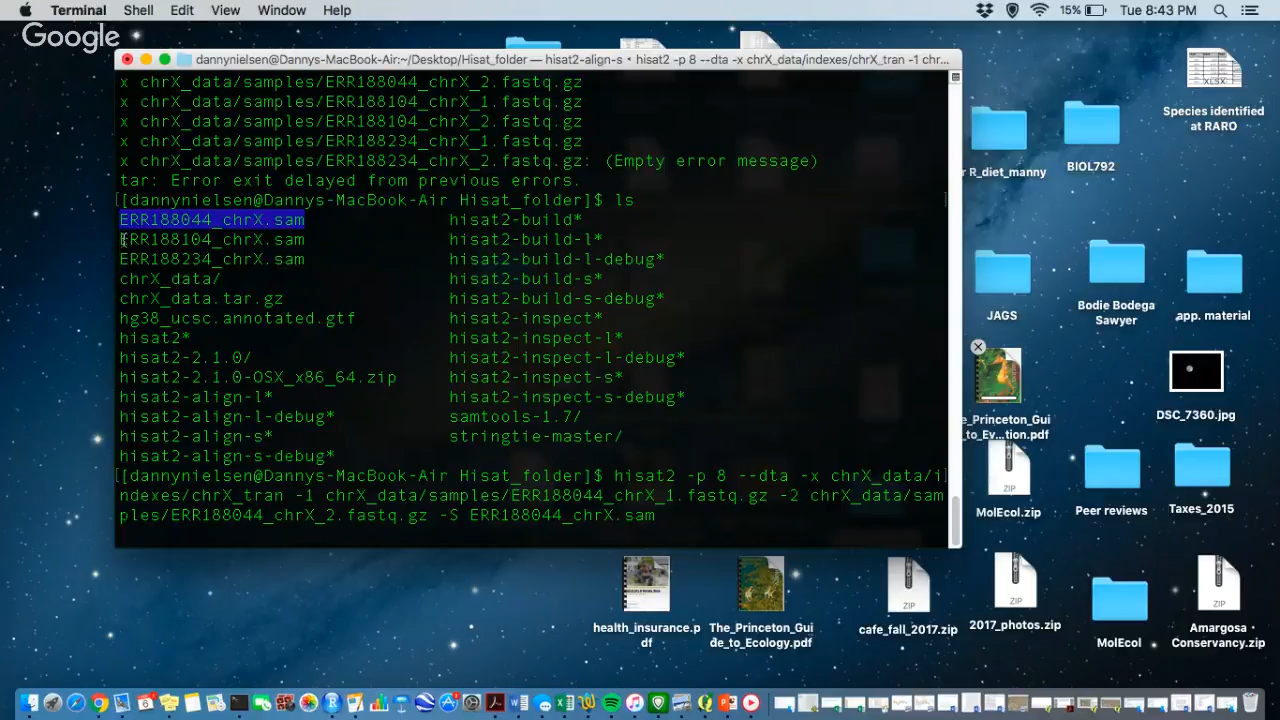 Terminal Shell Edit View Window Help 15% Tue 8:43 PM
Google
dannynielsen@Dannys-MacBook-Air:~/Desktop/Hisat_folder — hisat2-align-s ◂ hisat2 -p 8 --dta -x chrX_data/indexes/chrX_tran -1 chr...
x chrX_data/samples/ERR188044_chrX_2.fastq.gz
x chrX_data/samples/ERR188104_chrX_1.fastq.gz
x chrX_data/samples/ERR188104_chrX_2.fastq.gz
x chrX_data/samples/ERR188234_chrX_1.fastq.gz
x chrX_data/samples/ERR188234_chrX_2.fastq.gz: (Empty error message)
tar: Error exit delayed from previous errors.
[[dannynielsen@Dannys-MacBook-Air Hisat_folder]$ ls ]
ERR188044_chrX.sam hisat2-build*
ERR188104_chrX.sam hisat2-build-l*
ERR188234_chrX.sam hisat2-build-l-debug*
chrX_data/ hisat2-build-s*
chrX_data.tar.gz hisat2-build-s-debug*
hg38_ucsc.annotated.gtf hisat2-inspect*
hisat2* hisat2-inspect-l*
hisat2-2.1.0/ hisat2-inspect-l-debug*
hisat2-2.1.0-OSX_x86_64.zip hisat2-inspect-s*
hisat2-align-l* hisat2-inspect-s-debug*
hisat2-align-l-debug* samtools-1.7/
hisat2-align-s* stringtie-master/
hisat2-align-s-debug*
[[dannynielsen@Dannys-MacBook-Air Hisat_folder]$ hisat2 -p 8 --dta -x chrX_data/i]
ndexes/chrX_tran -1 chrX_data/samples/ERR188044_chrX_1.fastq.gz -2 chrX_data/sam
ples/ERR188044_chrX_2.fastq.gz -S ERR188044_chrX.sam
XLSX
Species identified
at RARO
r R_diet_manny
BIOL792
JAGS
Bodie Bodega
Sawyer
app. material
_he_Princeton_Gui
_to_Ev...tion.pdf
DSC_7360.jpg
ZIP
MolEcol.zip
Peer reviews
Taxes_2015
health_insurance.p
df
The_Princeton_Gui
de_to_Ecology.pdf
ZIP
cafe_fall_2017.zip
ZIP
2017_photos.zip
MolEcol
ZIP
Amargosa
Conservancy.zip